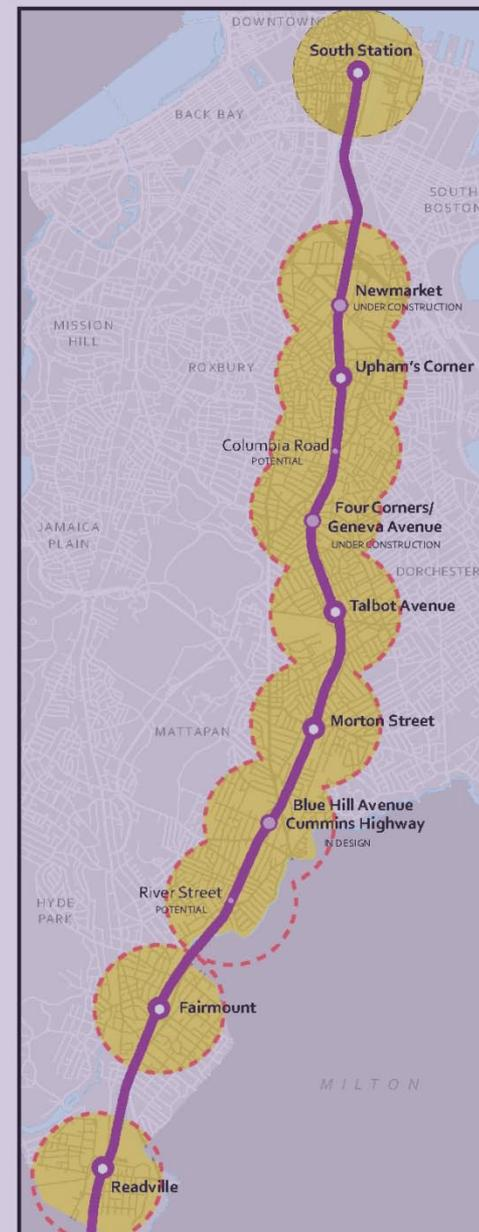 DOWNTOWN
South Station
BACK BAY
SOUTH
BOSTON
Newmarket
UNDER CONSTRUCTION
MISSION
HILL
ROXBURY
Upham's Corner
Columbia Road
POTENTIAL
Four Corners/
Geneva Avenue
UNDER CONSTRUCTION
JAMAICA
PLAIN
DORCHESTER
Talbot Avenue
Morton Street
MATTAPAN
Blue Hill Avenue
Cummins Highway
IN DESIGN
River Street
POTENTIAL
HYDE
PARK
Fairmount
MILTON
Readville